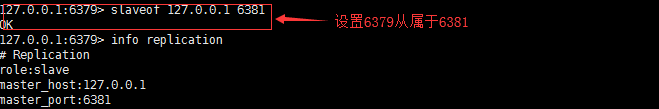 127.0.0.1:6379> slaveof 127.0.0.1 6381
OK
设置6379从属于6381
127.0.0.1:6379> info replication
# Replication
role:slave
master_host:127.0.0.1
master_port:6381